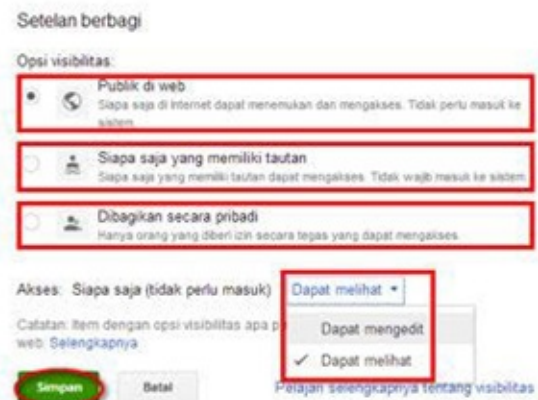 Setelan berbagi
Opsi visibilitas:
Publik di web
Siapa saja di Internet dapat menemukan dan mengakses. Tidak perlu masuk ke
sistem.
Siapa saja yang memiliki tautan
Siapa saja yang memiliki tautan dapat mengakses. Tidak wajib masuk ke sistem.
Dibagikan secara pribadi
Hanya orang yang diberi izin secara tegas yang dapat mengakses.
Akses: Siapa saja (tidak perlu masuk) Dapat melihat
Catatan: Item dengan opsi visibilitas apa p
Dapat mengedit
web. Selengkapnya
Dapat melihat
Simpan Batal Pelajari selengkapnya tentang visibilitas